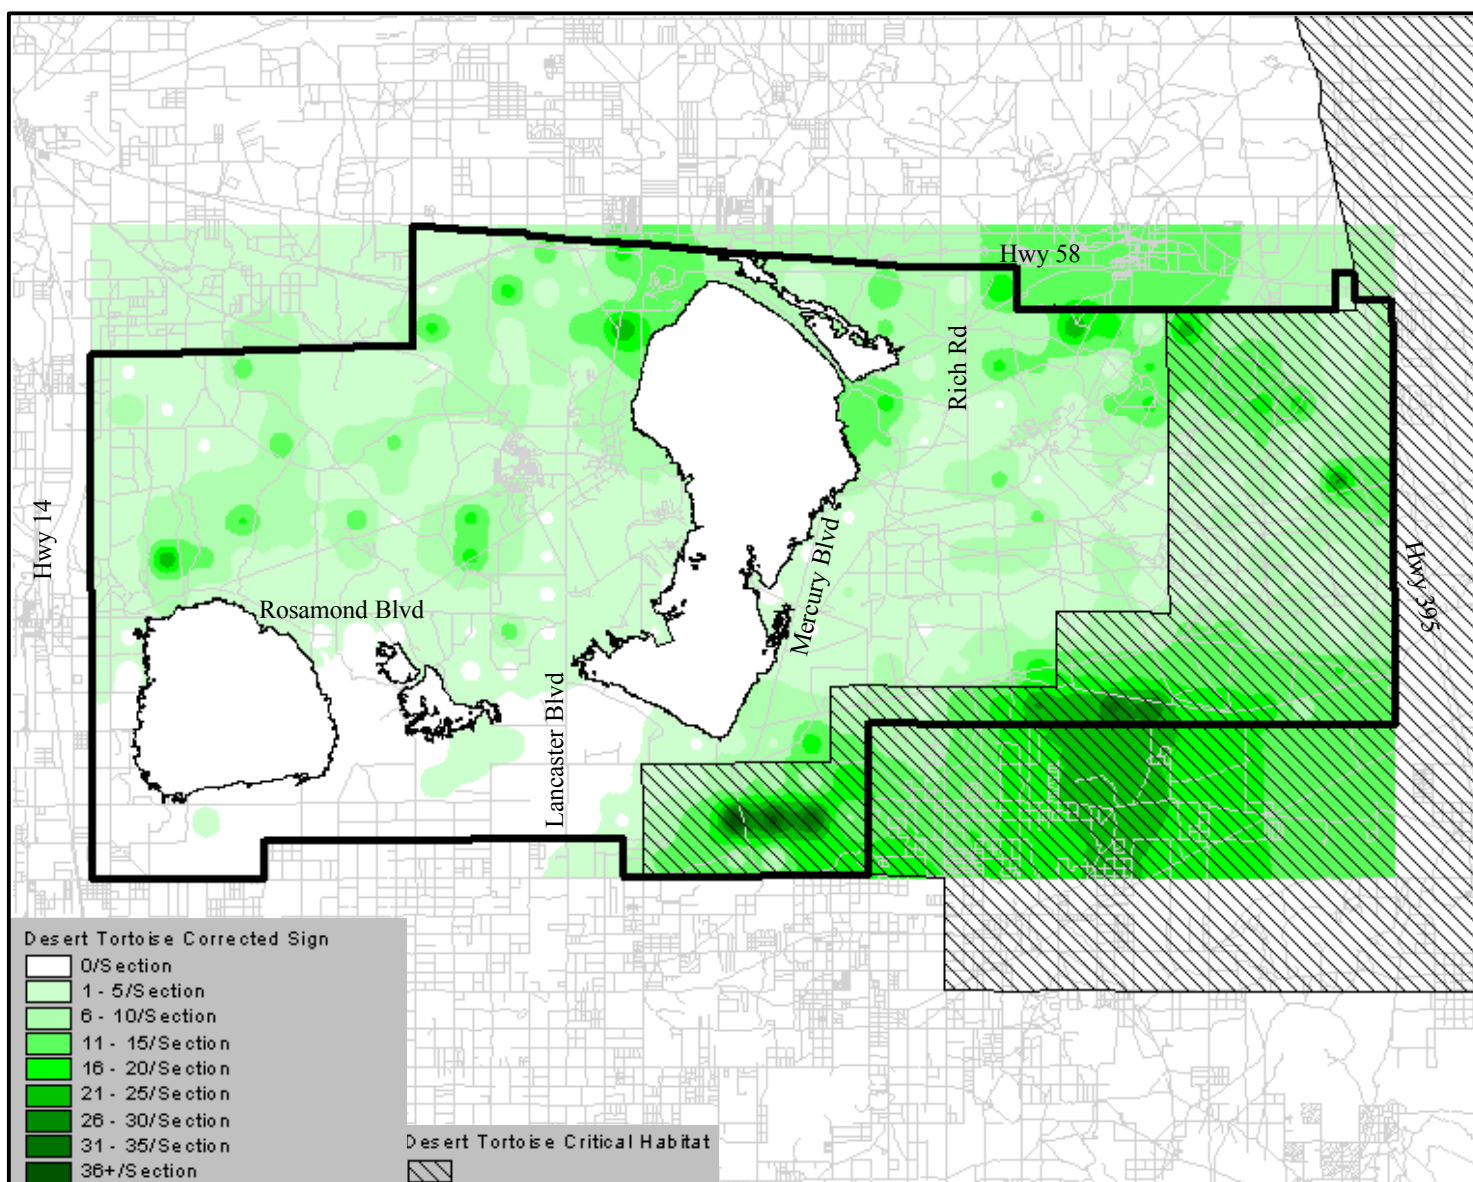 Hwy 58
Rich Rd
Hwy 14
Mercury Blvd
Hwy 395
Rosamond Blvd
Lancaster Blvd
Desert Tortoise Corrected Sign
0/Section
1 - 5/Section
6 - 10/Section
11 - 15/Section
16 - 20/Section
21 - 25/Section
26 - 30/Section
31 - 35/Section
36+/Section
Desert Tortoise Critical Habitat